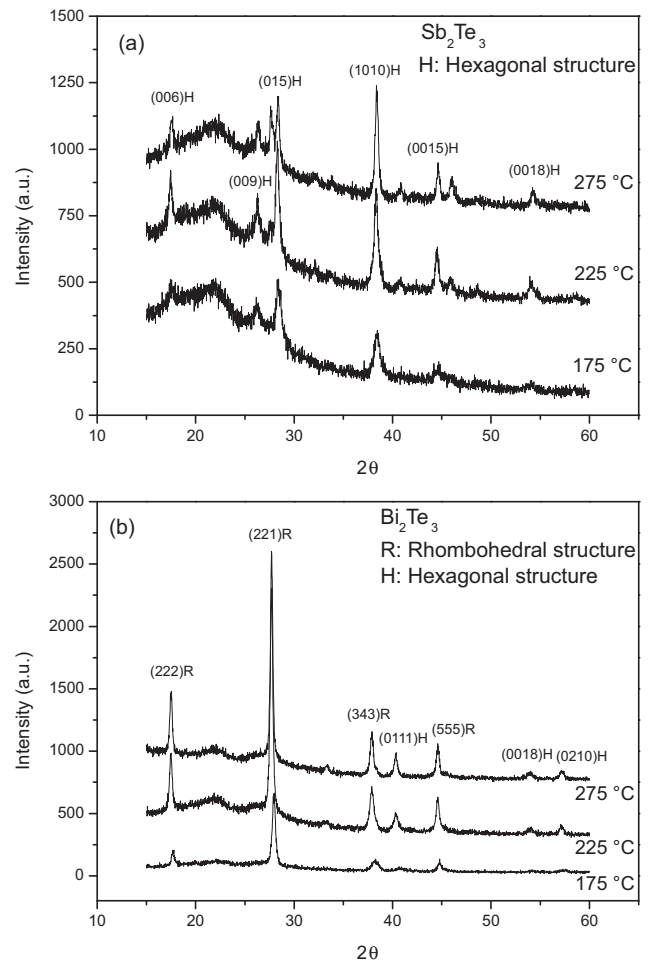 (a)
Sb2Te3
H: Hexagonal structure
(006)H
(009)H
(015)H
(1010)H
(0015)H
(0018)H
275 °C
225 °C
175 °C
1500
1250
1000
750
500
250
0
Intensity (a.u.)
10 20 30 40 50 60
2θ
(b)
Bi2Te3
R: Rhombohedral structure
H: Hexagonal structure
(222)R
(221)R
(343)R
(0111)H
(555)R
(0018)H
(0210)H
275 °C
225 °C
175 °C
3000
2500
2000
1500
1000
500
0
Intensity (a.u.)
10 20 30 40 50 60
2θ